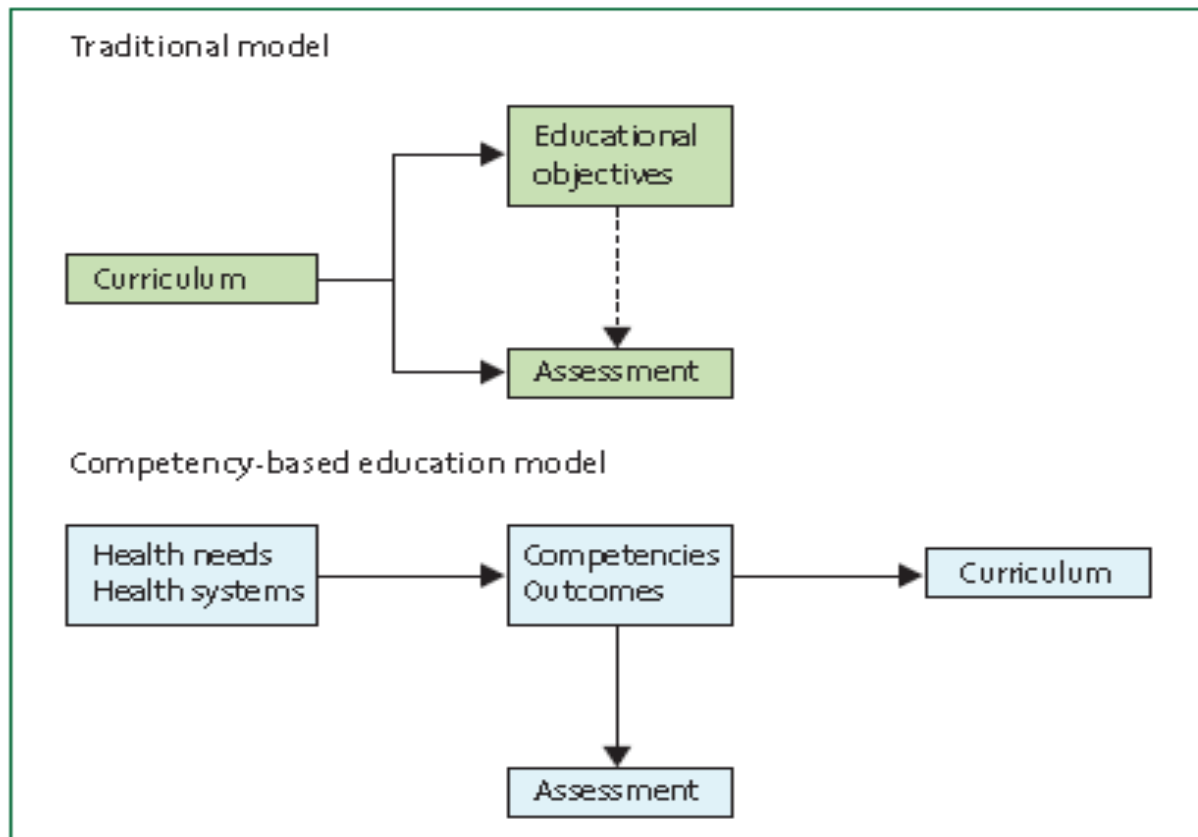 Traditional model
Educational
objectives
Curriculum
Assessment
Competency-based education model
Health needs
Health systems
Competencies
Outcomes
Curriculum
Assessment